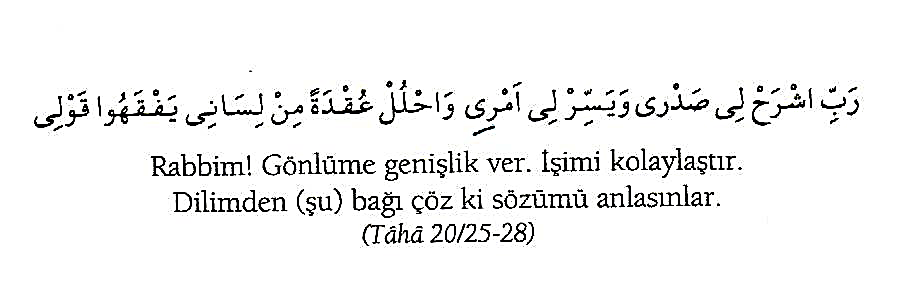 رَبِّ اشْرَحْ لِى صَدْرِى وَيَسِّرْ لِى اَمْرِى وَاحْلُلْ عُقْدَةً مِنْ لِسَانِى يَفْقَهُوا قَوْلِى
Rabbim! Gönlüme genişlik ver. İşimi kolaylaştır.
Dilimden (şu) bağı çöz ki sözümü anlasınlar.
(Tâhâ 20/25-28)